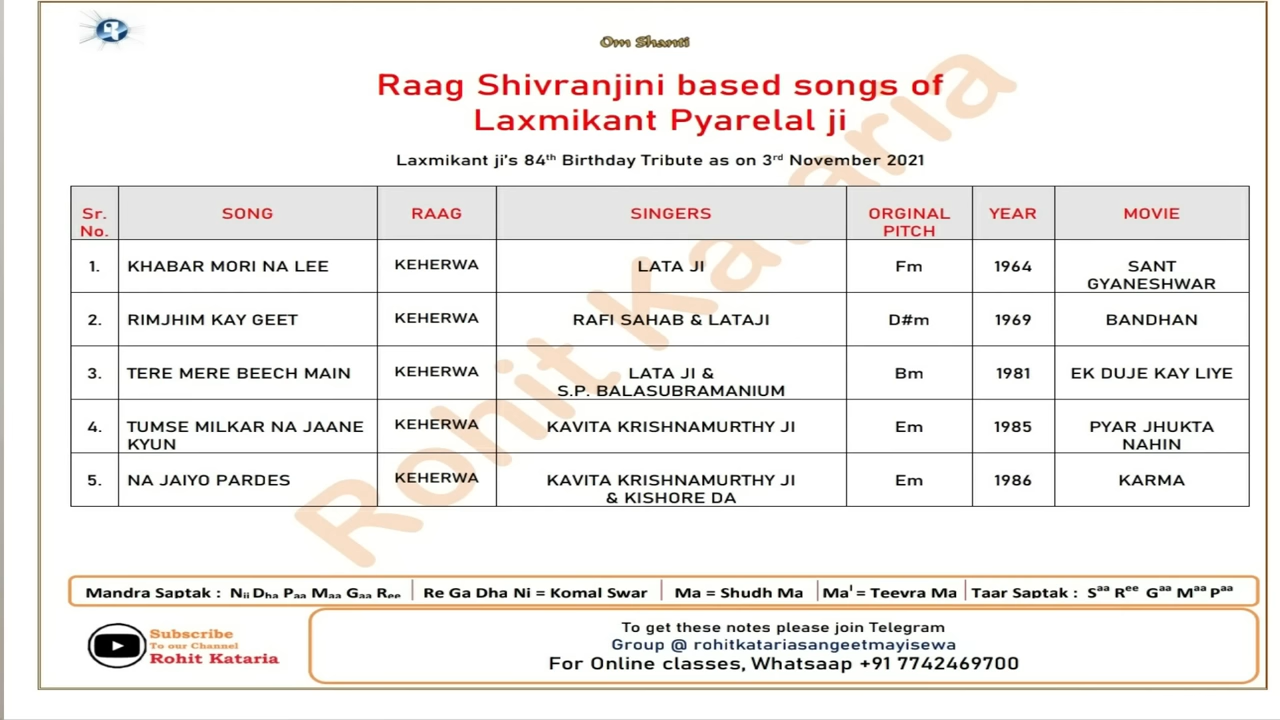 Om Shanti
Raag Shivranjini based songs of
Laxmikant Pyarelal ji
Laxmikant ji's 84th Birthday Tribute as on 3rd November 2021
Sr. No. SONG RAAG SINGERS ORGINAL PITCH YEAR MOVIE
1. KHABAR MORI NA LEE KEHERWA LATA JI Fm 1964 SANT GYANESHWAR
2. RIMJHIM KAY GEET KEHERWA RAFI SAHAB & LATAJI D#m 1969 BANDHAN
3. TERE MERE BEECH MAIN KEHERWA LATA JI & S.P. BALASUBRAMANIUM Bm 1981 EK DUJE KAY LIYE
4. TUMSE MILKAR NA JAANE KYUN KEHERWA KAVITA KRISHNAMURTHY JI Em 1985 PYAR JHUKTA NAHIN
5. NA JAIYO PARDES KEHERWA KAVITA KRISHNAMURTHY JI & KISHORE DA Em 1986 KARMA
Rohit Kataria
Mandra Saptak : Nii Dha Paa Maa Gaa Ree | Re Ga Dha Ni = Komal Swar | Ma = Shudh Ma | Ma' = Teevra Ma | Taar Saptak : Saa Ree Gaa Maa Paa
Subscribe
To our Channel
Rohit Kataria
To get these notes please join Telegram
Group @ rohitkatariasangeetmayisewa
For Online classes, Whatsaap +91 7742469700